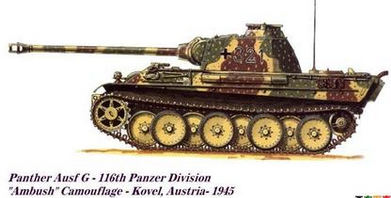 Panther Ausf G - 116th Panzer Division
"Ambush" Camouflage - Kovel, Austria- 1945